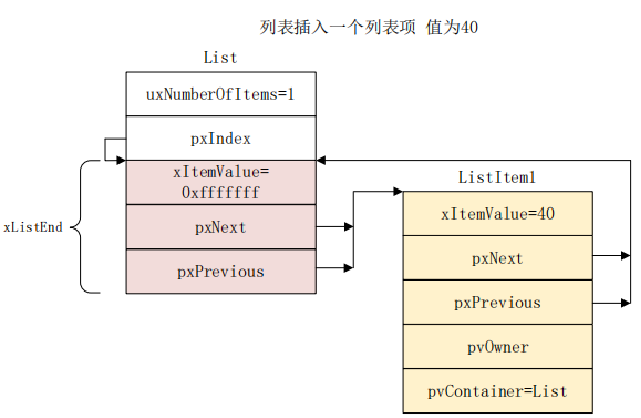 列表插入一个列表项 值为40
List
uxNumberOfItems=1
pxIndex
xItemValue=
0xfffffff
pxNext
pxPrevious
xListEnd
ListItem1
xItemValue=40
pxNext
pxPrevious
pvOwner
pvContainer=List